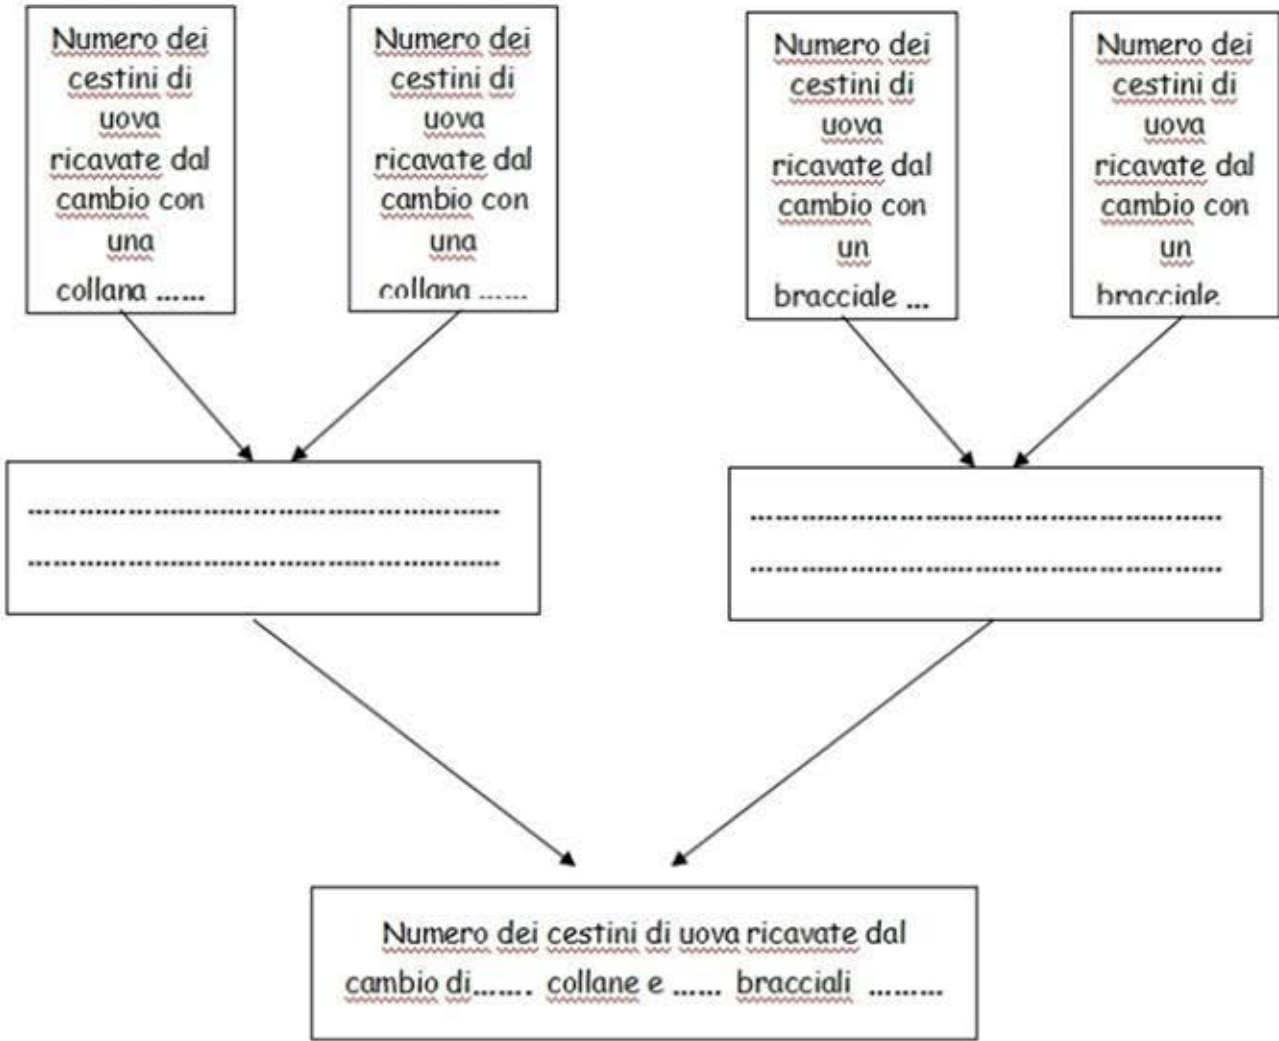 Numero dei
cestini di
uova
ricavate dal
cambio con
una
collana ......
Numero dei
cestini di
uova
ricavate dal
cambio con
una
collana ......
Numero dei
cestini di
uova
ricavate dal
cambio con
un
bracciale ...
Numero dei
cestini di
uova
ricavate dal
cambio con
un
bracciale
................................................
................................................
................................................
................................................
Numero dei cestini di uova ricavate dal
cambio di....... collane e ...... bracciali .........